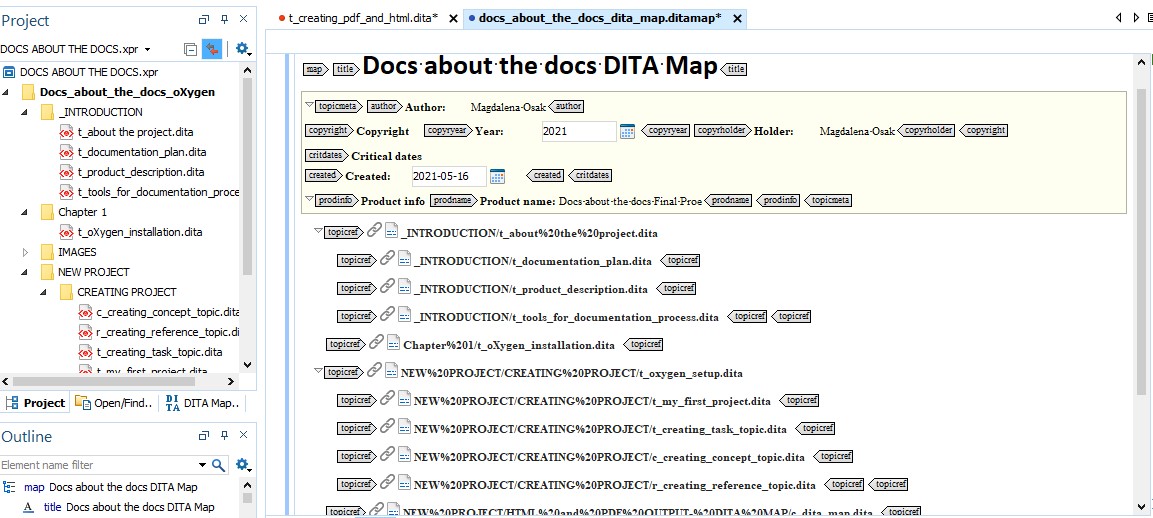 Project
DOCS ABOUT THE DOCS.xpr
DOCS ABOUT THE DOCS.xpr
Docs_about_the_docs_oXygen
_INTRODUCTION
t_about the project.dita
t_documentation_plan.dita
t_product_description.dita
t_tools_for_documentation_proce
Chapter 1
t_oXygen_installation.dita
IMAGES
NEW PROJECT
CREATING PROJECT
c_creating_concept_topic.dita
r_creating_reference_topic.di
t_creating_task_topic.dita
t_my_first_project.dita
Project Open/Find.. DITA DITA Map..
Outline
Element name filter
map Docs about the docs DITA Map
A title Docs about the docs DITA Map
t_creating_pdf_and_html.dita* docs_about_the_docs_dita_map.ditamap*
map title Docs·about·the·docs·DITA·Map title
topicmeta author Author: Magdalena·Osak author
copyright Copyright copyryear Year: 2021 copyryear copyrholder Holder: Magdalena·Osak copyrholder copyright
critdates Critical dates
created Created: 2021-05-16 created critdates
prodinfo Product info prodname Product name: Docs·about·the·docs·Final·Proe prodname prodinfo topicmeta
topicref _INTRODUCTION/t_about%20the%20project.dita
topicref _INTRODUCTION/t_documentation_plan.dita topicref
topicref _INTRODUCTION/t_product_description.dita topicref
topicref _INTRODUCTION/t_tools_for_documentation_process.dita topicref topicref
topicref Chapter%201/t_oXygen_installation.dita topicref
topicref NEW%20PROJECT/CREATING%20PROJECT/t_oxygen_setup.dita
topicref NEW%20PROJECT/CREATING%20PROJECT/t_my_first_project.dita topicref
topicref NEW%20PROJECT/CREATING%20PROJECT/t_creating_task_topic.dita topicref
topicref NEW%20PROJECT/CREATING%20PROJECT/c_creating_concept_topic.dita topicref
topicref NEW%20PROJECT/CREATING%20PROJECT/r_creating_reference_topic.dita topicref topicref
topicref NEW%20PROJECT/HTML%20and%20PDF%20OUTPUT-%20DITA%20MAP/c_dita_map.dita topicref